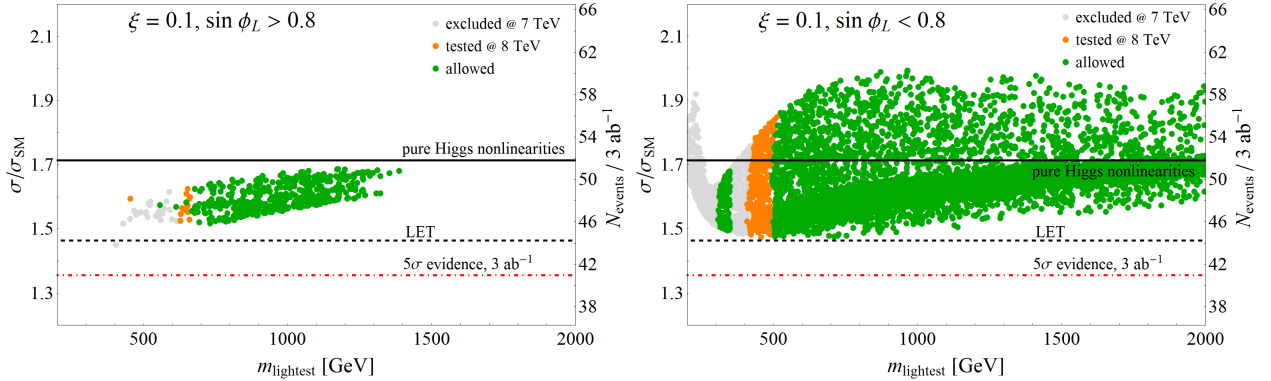 ξ = 0.1, sin ϕ_L > 0.8
excluded @ 7 TeV
tested @ 8 TeV
allowed
pure Higgs nonlinearities
LET
5σ evidence, 3 ab⁻¹
2.1
1.9
1.7
1.5
1.3
σ/σ_SM
66
62
58
54
50
46
42
38
N_events / 3 ab⁻¹
500
1000
1500
2000
m_lightest [GeV]
ξ = 0.1, sin ϕ_L < 0.8
excluded @ 7 TeV
tested @ 8 TeV
allowed
pure Higgs nonlinearities
LET
5σ evidence, 3 ab⁻¹
2.1
1.9
1.7
1.5
1.3
σ/σ_SM
66
62
58
54
50
46
42
38
N_events / 3 ab⁻¹
500
1000
1500
2000
m_lightest [GeV]